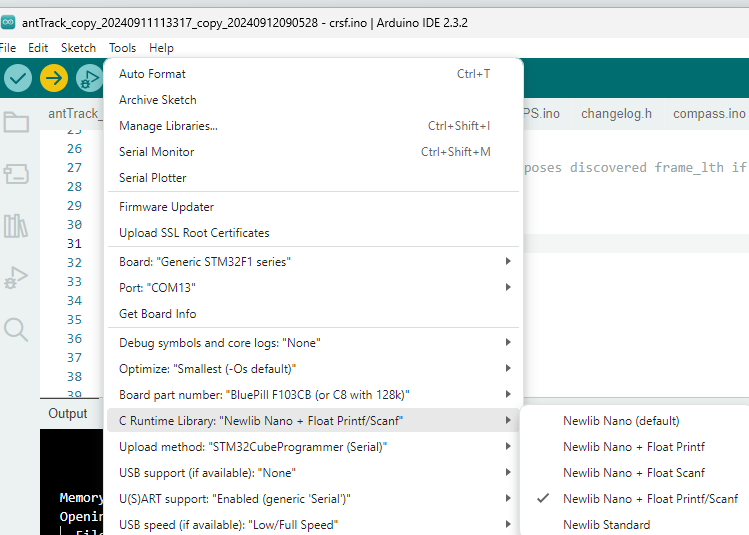 antTrack_copy_20240911113317_copy_20240912090528 - crsf.ino | Arduino IDE 2.3.2
File Edit Sketch Tools Help
antTrack_
PS.ino changelog.h compass.ino
Auto Format Ctrl+T
Archive Sketch
Manage Libraries... Ctrl+Shift+I
Serial Monitor Ctrl+Shift+M
Serial Plotter
Firmware Updater
Upload SSL Root Certificates
Board: "Generic STM32F1 series"
Port: "COM13"
Get Board Info
Debug symbols and core logs: "None"
Optimize: "Smallest (-Os default)"
Board part number: "BluePill F103CB (or C8 with 128k)"
C Runtime Library: "Newlib Nano + Float Printf/Scanf"
Upload method: "STM32CubeProgrammer (Serial)"
USB support (if available): "None"
U(S)ART support: "Enabled (generic 'Serial')"
USB speed (if available): "Low/Full Speed"
Newlib Nano (default)
Newlib Nano + Float Printf
Newlib Nano + Float Scanf
Newlib Nano + Float Printf/Scanf
Newlib Standard
25
26
27
poses discovered frame_lth if
28
29
30
31
32
33
34
35
36
37
38
39
Output
Memory
Openin
File